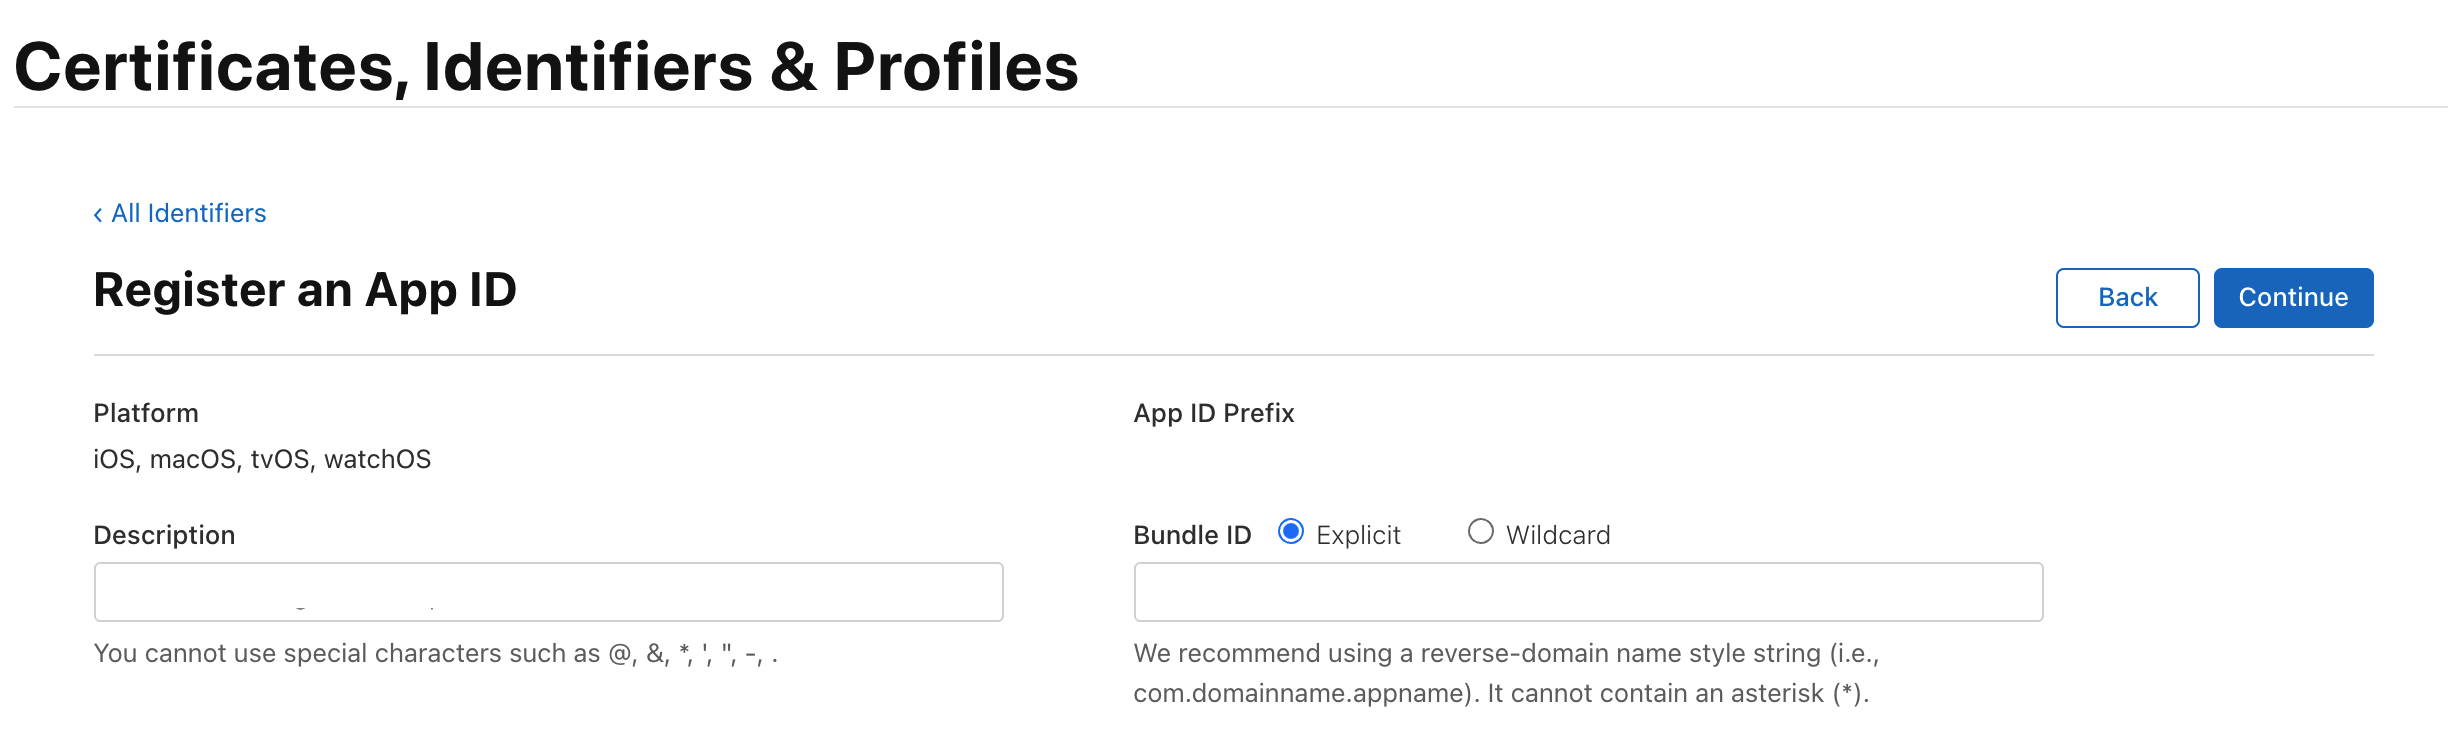 Certificates, Identifiers & Profiles
‹ All Identifiers
Register an App ID
Back
Continue
Platform
iOS, macOS, tvOS, watchOS
App ID Prefix
Description
You cannot use special characters such as @, &, *, ', ", -, .
Bundle ID Explicit Wildcard
We recommend using a reverse-domain name style string (i.e.,
com.domainname.appname). It cannot contain an asterisk (*).